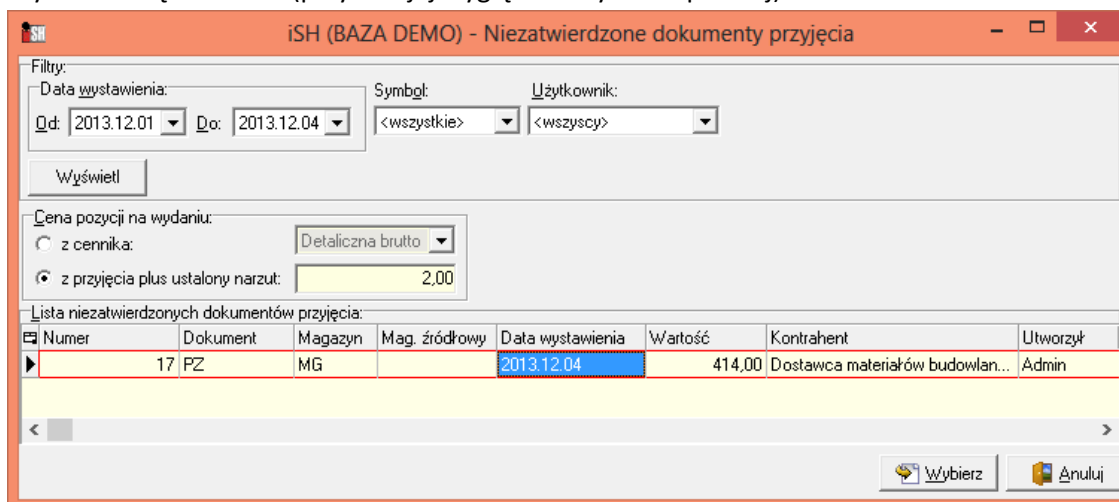 iSH
iSH (BAZA DEMO) - Niezatwierdzone dokumenty przyjęcia
Filtry:
Data wystawienia:
Symbol:
Użytkownik:
Od: 2013.12.01 Do: 2013.12.04 <wszystkie> <wszyscy>
Wyświetl
Cena pozycji na wydaniu:
z cennika: Detaliczna brutto
z przyjęcia plus ustalony narzut: 2,00
Lista niezatwierdzonych dokumentów przyjęcia:
Numer Dokument Magazyn Mag. źródłowy Data wystawienia Wartość Kontrahent Utworzył
17 PZ MG 2013.12.04 414,00 Dostawca materiałów budowlan... Admin
Wybierz Anuluj